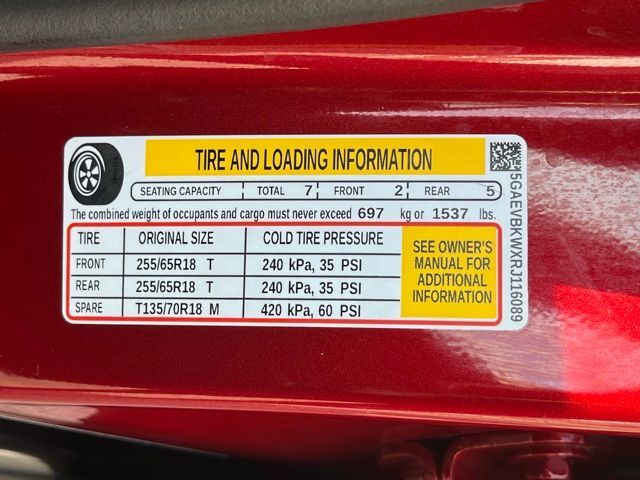 TIRE AND LOADING INFORMATION
SEATING CAPACITY TOTAL 7 FRONT 2 REAR 5
The combined weight of occupants and cargo must never exceed 697 kg or 1537 lbs.
TIRE ORIGINAL SIZE COLD TIRE PRESSURE
FRONT 255/65R18 T 240 kPa, 35 PSI
REAR 255/65R18 T 240 kPa, 35 PSI
SPARE T135/70R18 M 420 kPa, 60 PSI
SEE OWNER'S
MANUAL FOR
ADDITIONAL
INFORMATION
5GAEVBKWXRJ116089